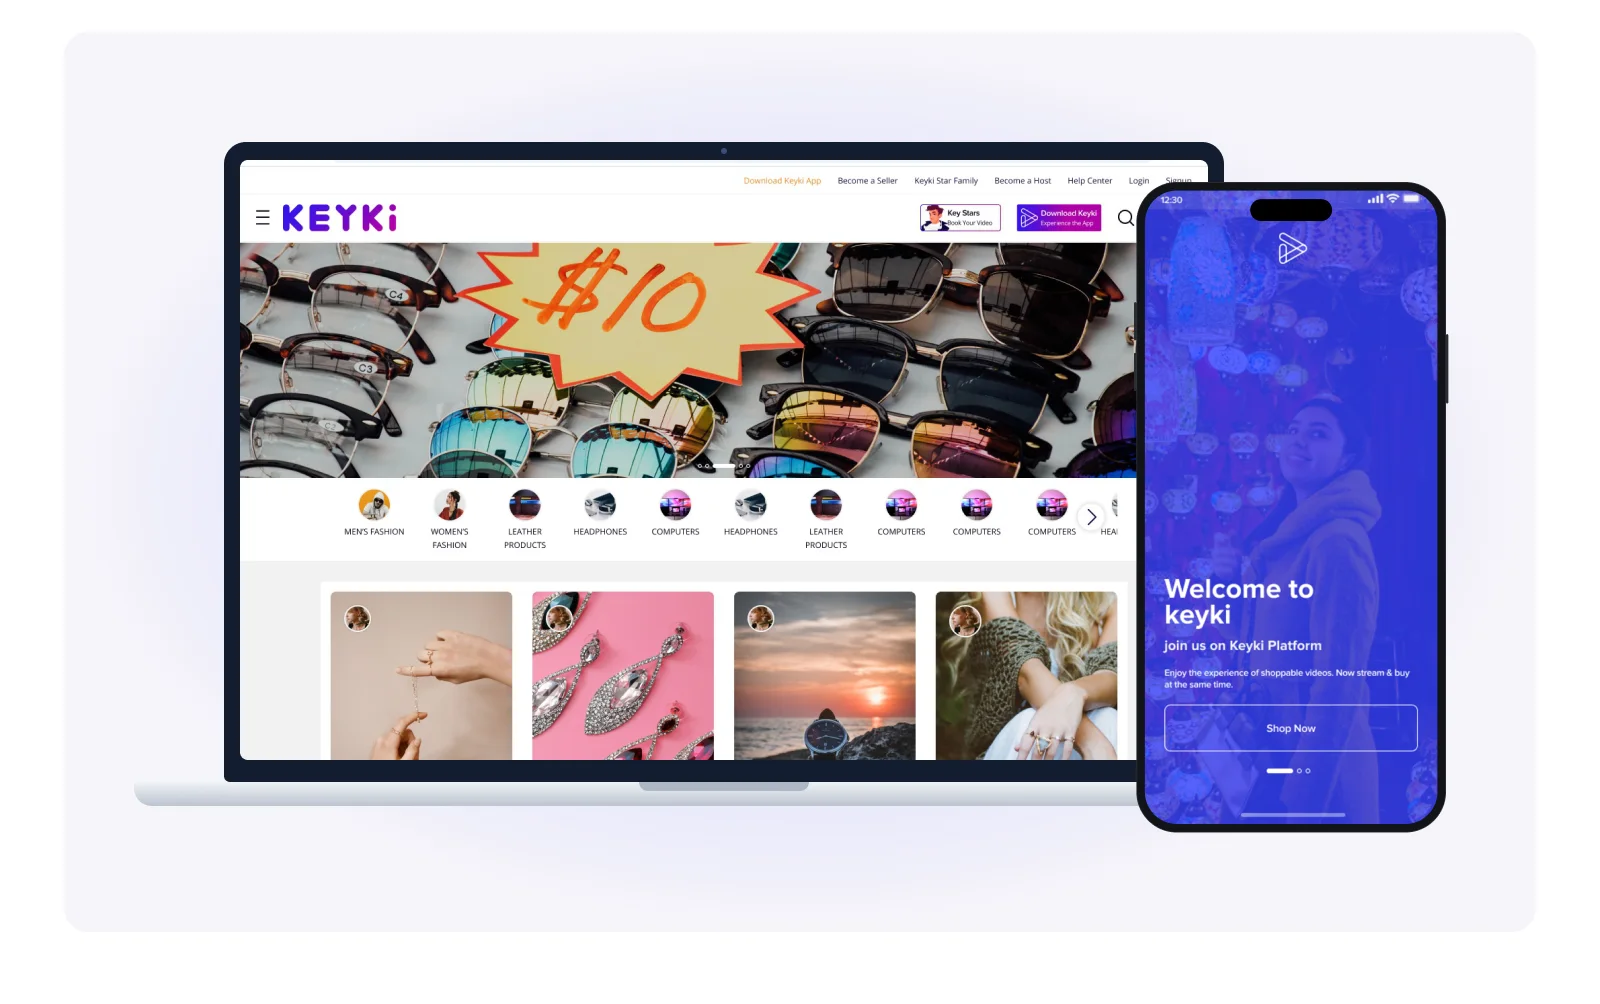 Download Keyki App Become a Seller Keyki Star Family Become a Host Help Center Login Signup
KEYKi
Key Stars
Book Your Video
Download Keyki
Experience the App
$10
C4
C3
MEN'S FASHION
WOMEN'S
FASHION
LEATHER
PRODUCTS
HEADPHONES
COMPUTERS
HEADPHONES
LEATHER
PRODUCTS
COMPUTERS
COMPUTERS
COMPUTERS
HEA
12:30
Welcome to
keyki
join us on Keyki Platform
Enjoy the experience of shoppable videos. Now stream & buy
at the same time.
Shop Now